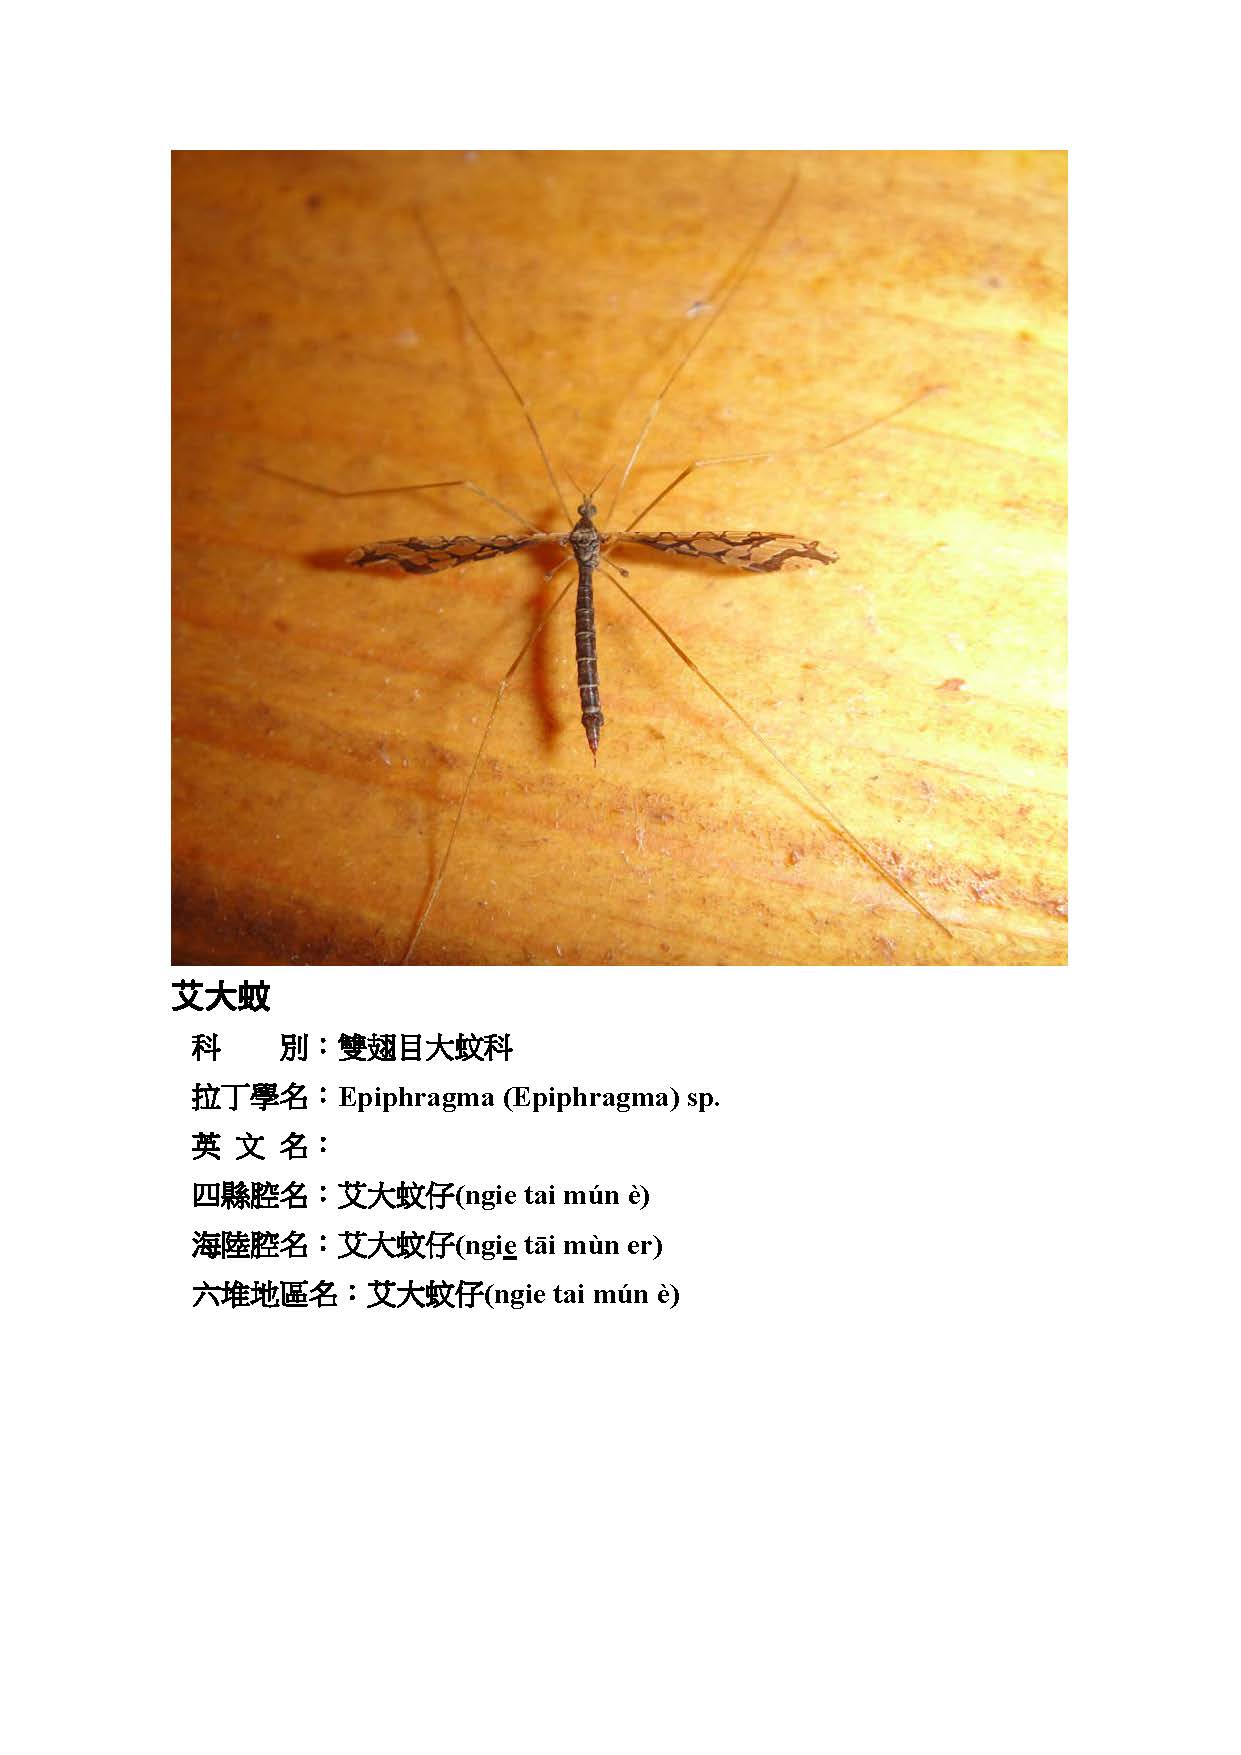 艾大蚊
科　　別：雙翅目大蚊科
拉丁學名：Epiphragma (Epiphragma) sp.
英 文 名：
四縣腔名：艾大蚊仔(ngie tai mún è)
海陸腔名：艾大蚊仔(ngie tāi mùn er)
六堆地區名：艾大蚊仔(ngie tai mún è)